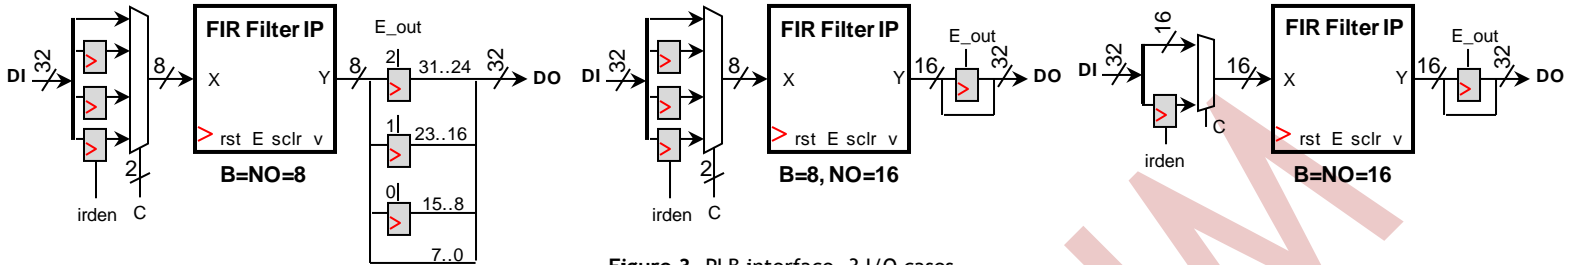 FIR Filter IP
E_out
DI
32
8
X
Y
8
2
31..24
32
DO
1
23..16
0
15..8
7..0
rst E sclr v
2
irden
C
B=NO=8
FIR Filter IP
E_out
DI
32
8
X
Y
16
32
DO
rst E sclr v
2
irden
C
B=8, NO=16
FIR Filter IP
E_out
DI
32
16
16
X
Y
16
32
DO
C
irden
rst E sclr v
B=NO=16